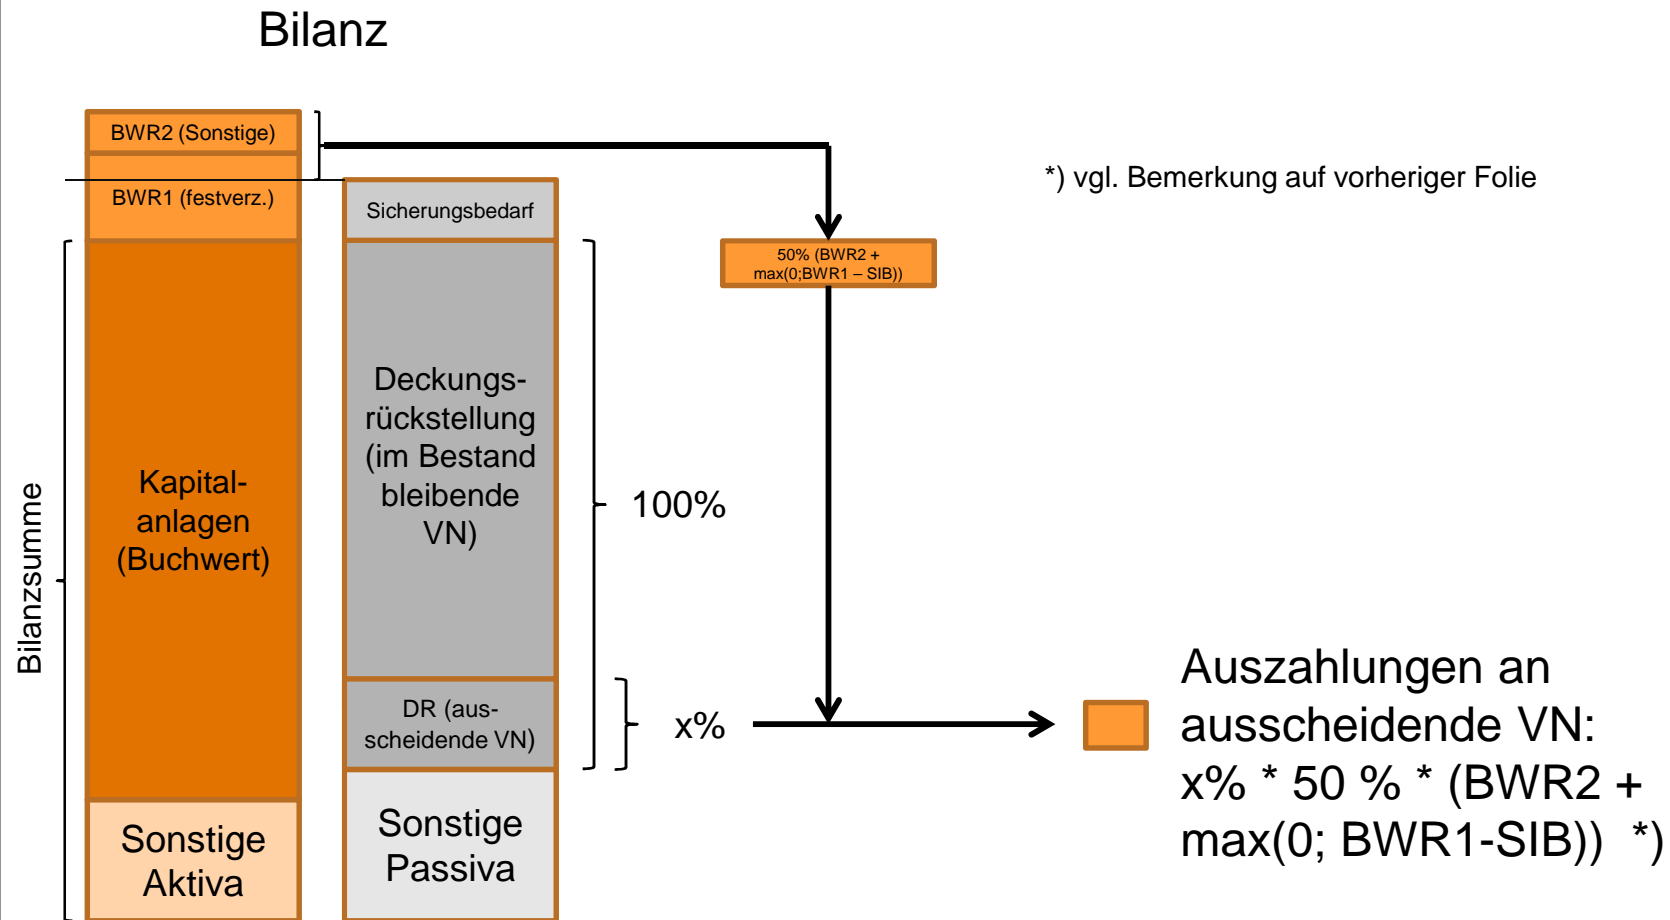 Bilanz
BWR2 (Sonstige)
BWR1 (festverz.)
Sicherungsbedarf
*) vgl. Bemerkung auf vorheriger Folie
50% (BWR2 +
max(0;BWR1 – SIB))
Deckungs-
rückstellung
(im Bestand
bleibende
VN)
Kapital-
anlagen
(Buchwert)
Bilanzsumme
100%
DR (aus-
scheidende VN)
x%
Auszahlungen an
ausscheidende VN:
x% * 50 % * (BWR2 +
max(0; BWR1-SIB)) *)
Sonstige
Aktiva
Sonstige
Passiva